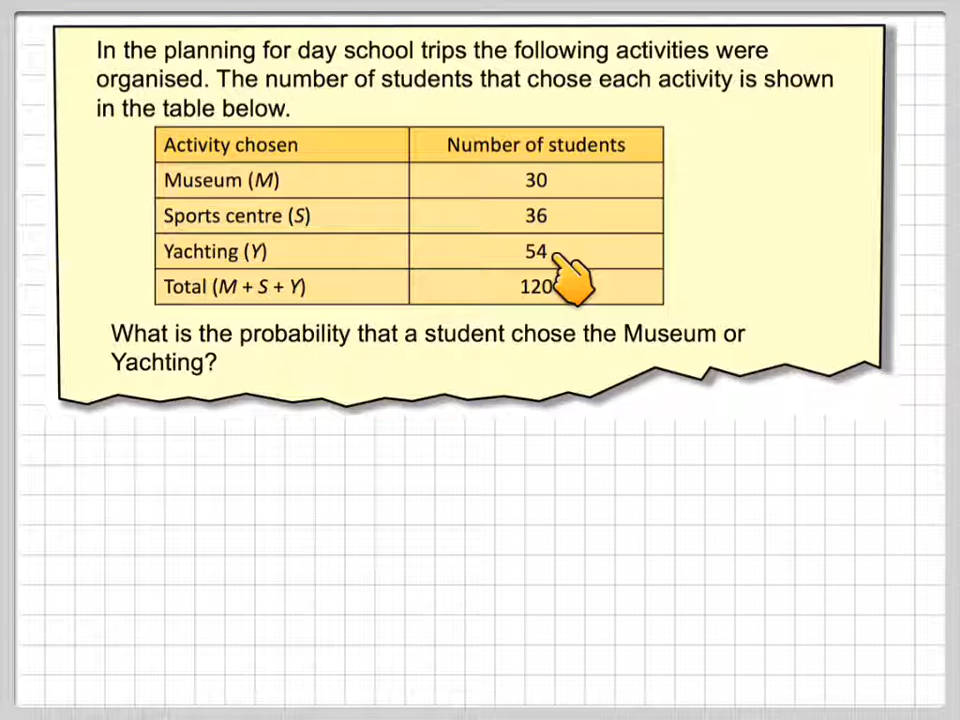 In the planning for day school trips the following activities were
organised. The number of students that chose each activity is shown
in the table below.
Activity chosen Number of students
Museum (M) 30
Sports centre (S) 36
Yachting (Y) 54
Total (M + S + Y) 120
What is the probability that a student chose the Museum or
Yachting?